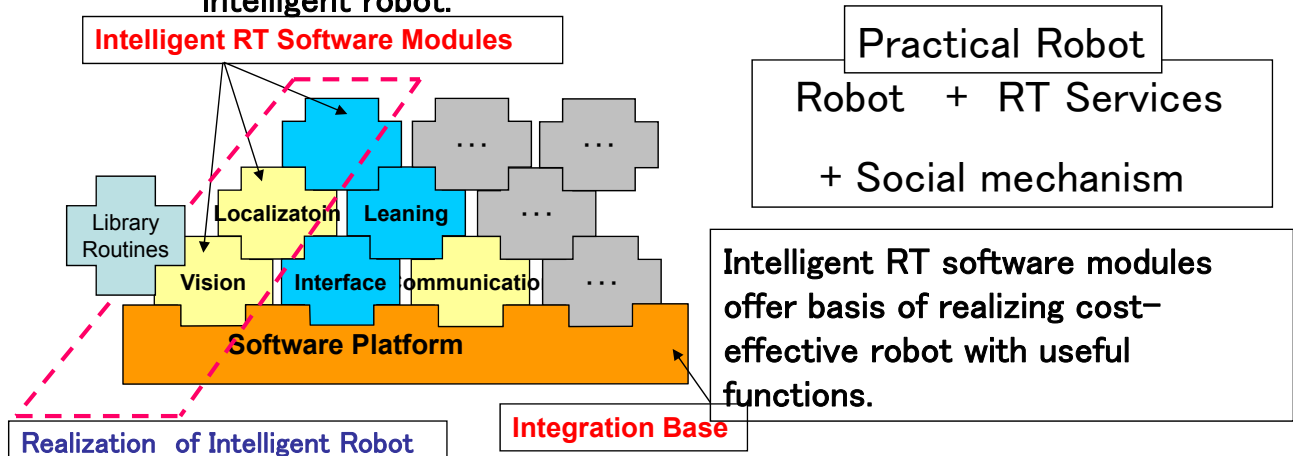 intelligent robot.
Intelligent RT Software Modules
Practical Robot
Robot + RT Services
+ Social mechanism
...
...
Localizatoin
Leaning
...
Library
Routines
Vision
Interface
ommunicatio
...
Software Platform
Intelligent RT software modules
offer basis of realizing cost-
effective robot with useful
functions.
Integration Base
Realization of Intelligent Robot